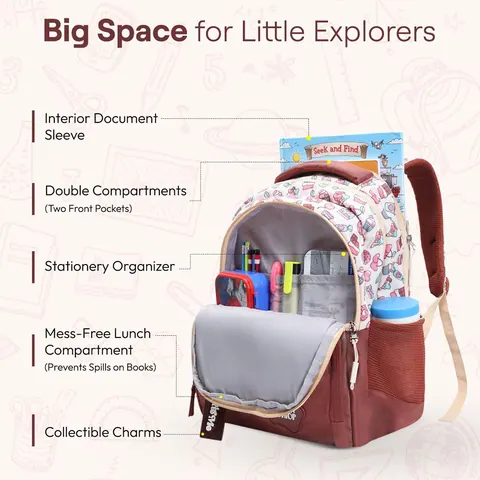 Big Space for Little Explorers
Seek and Find
Interior Document
Sleeve
Double Compartments
(Two Front Pockets)
Stationery Organizer
Mess-Free Lunch
Compartment
(Prevents Spills on Books)
Collectible Charms